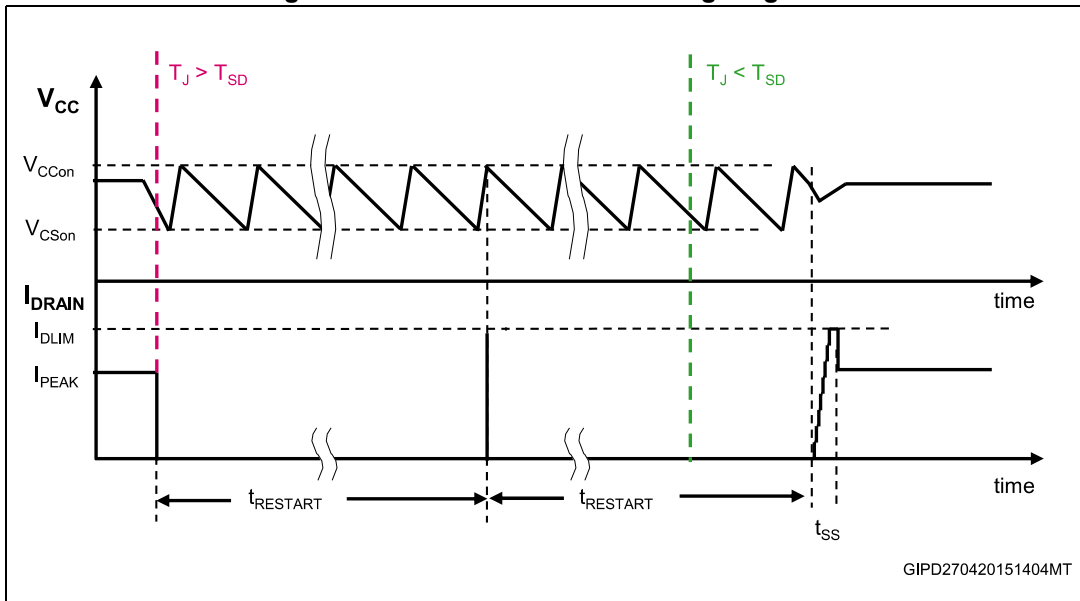 T_J > T_SD
T_J < T_SD
V_CC
V_CCon
V_CSon
time
I_DRAIN
I_DLIM
I_PEAK
time
t_RESTART
t_RESTART
t_SS
GIPD270420151404MT